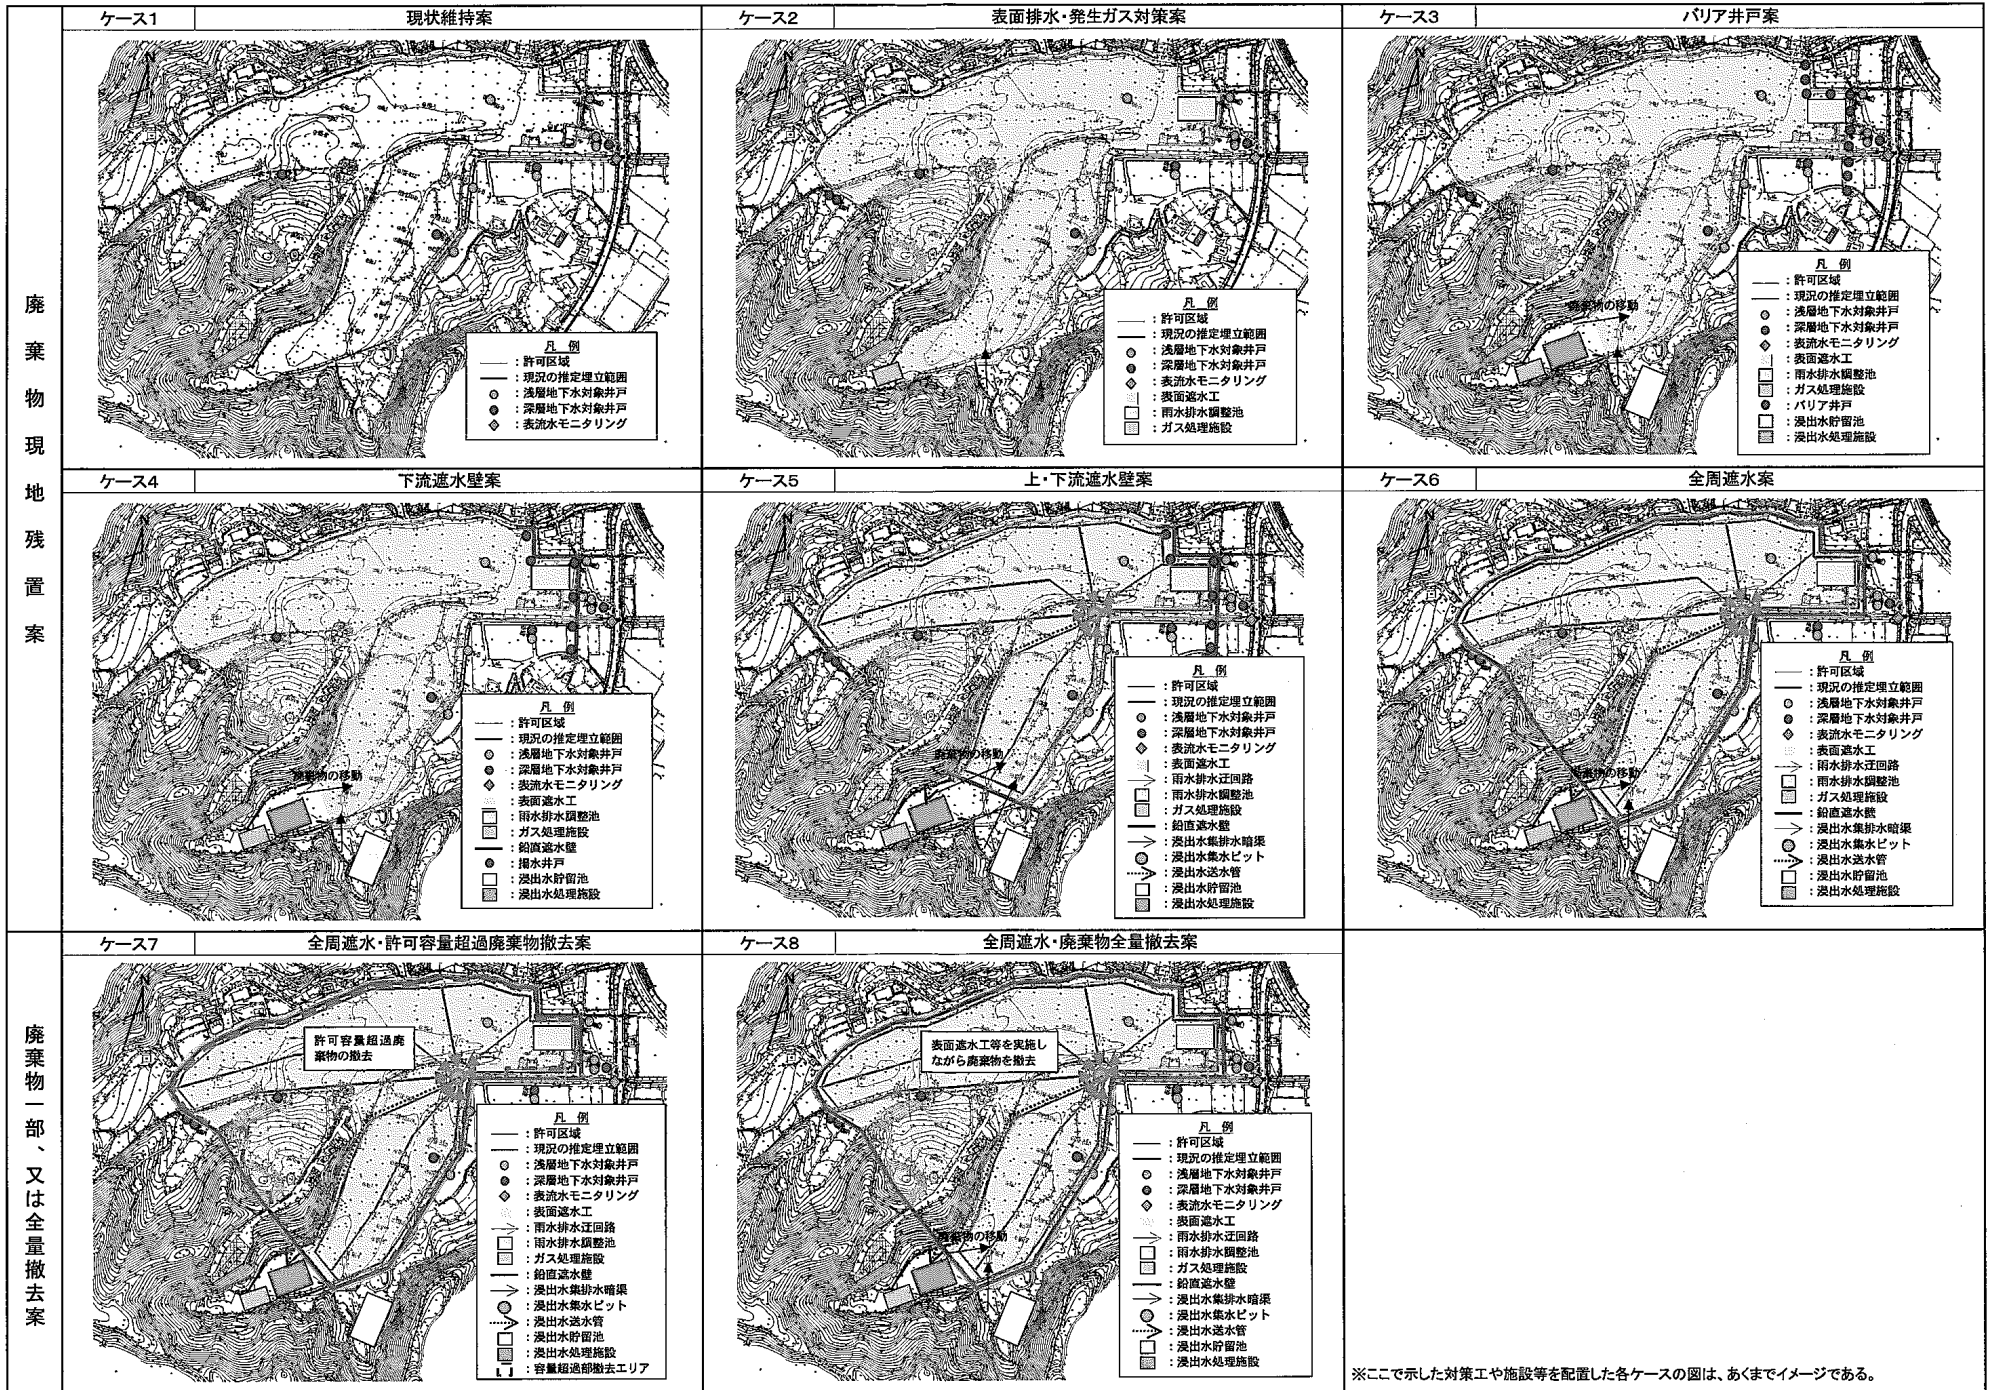 廃棄物現地残置案
ケース1
現状維持案
N
凡 例
：許可区域
：現況の推定埋立範囲
：浅層地下水対象井戸
：深層地下水対象井戸
：表流水モニタリング
ケース2
表面排水・発生ガス対策案
凡 例
：許可区域
：現況の推定埋立範囲
：浅層地下水対象井戸
：深層地下水対象井戸
：表流水モニタリング
：表面遮水工
：雨水排水調整池
：ガス処理施設
ケース3
バリア井戸案
廃棄物の移動
凡 例
：許可区域
：現況の推定埋立範囲
：浅層地下水対象井戸
：深層地下水対象井戸
：表流水モニタリング
：表面遮水工
：雨水排水調整池
：ガス処理施設
：バリア井戸
：浸出水貯留池
：浸出水処理施設
ケース4
下流遮水壁案
N
廃棄物の移動
凡 例
：許可区域
：現況の推定埋立範囲
：浅層地下水対象井戸
：深層地下水対象井戸
：表流水モニタリング
：表面遮水工
：雨水排水調整池
：ガス処理施設
：鉛直遮水壁
：揚水井戸
：浸出水貯留池
：浸出水処理施設
ケース5
上・下流遮水壁案
N
廃棄物の移動
凡 例
：許可区域
：現況の推定埋立範囲
：浅層地下水対象井戸
：深層地下水対象井戸
：表流水モニタリング
：表面遮水工
：雨水排水迂回路
：雨水排水調整池
：ガス処理施設
：鉛直遮水壁
：浸出水集排水暗渠
：浸出水集水ピット
：浸出水送水管
：浸出水貯留池
：浸出水処理施設
ケース6
全周遮水案
N
廃棄物の移動
凡 例
：許可区域
：現況の推定埋立範囲
：浅層地下水対象井戸
：深層地下水対象井戸
：表流水モニタリング
：表面遮水工
：雨水排水迂回路
：雨水排水調整池
：ガス処理施設
：鉛直遮水壁
：浸出水集排水暗渠
：浸出水集水ピット
：浸出水送水管
：浸出水貯留池
：浸出水処理施設
廃棄物一部、又は全量撤去案
ケース7
全周遮水・許可容量超過廃棄物撤去案
N
許可容量超過廃
棄物の撤去
凡 例
：許可区域
：現況の推定埋立範囲
：浅層地下水対象井戸
：深層地下水対象井戸
：表流水モニタリング
：表面遮水工
：雨水排水迂回路
：雨水排水調整池
：ガス処理施設
：鉛直遮水壁
：浸出水集排水暗渠
：浸出水集水ピット
：浸出水送水管
：浸出水貯留池
：浸出水処理施設
：容量超過部撤去エリア
ケース8
全周遮水・廃棄物全量撤去案
N
表面遮水工等を実施し
ながら廃棄物を撤去
廃棄物の移動
凡 例
：許可区域
：現況の推定埋立範囲
：浅層地下水対象井戸
：深層地下水対象井戸
：表流水モニタリング
：表面遮水工
：雨水排水迂回路
：雨水排水調整池
：ガス処理施設
：鉛直遮水壁
：浸出水集排水暗渠
：浸出水集水ピット
：浸出水送水管
：浸出水貯留池
：浸出水処理施設
※ここで示した対策工や施設等を配置した各ケースの図は、あくまでイメージである。